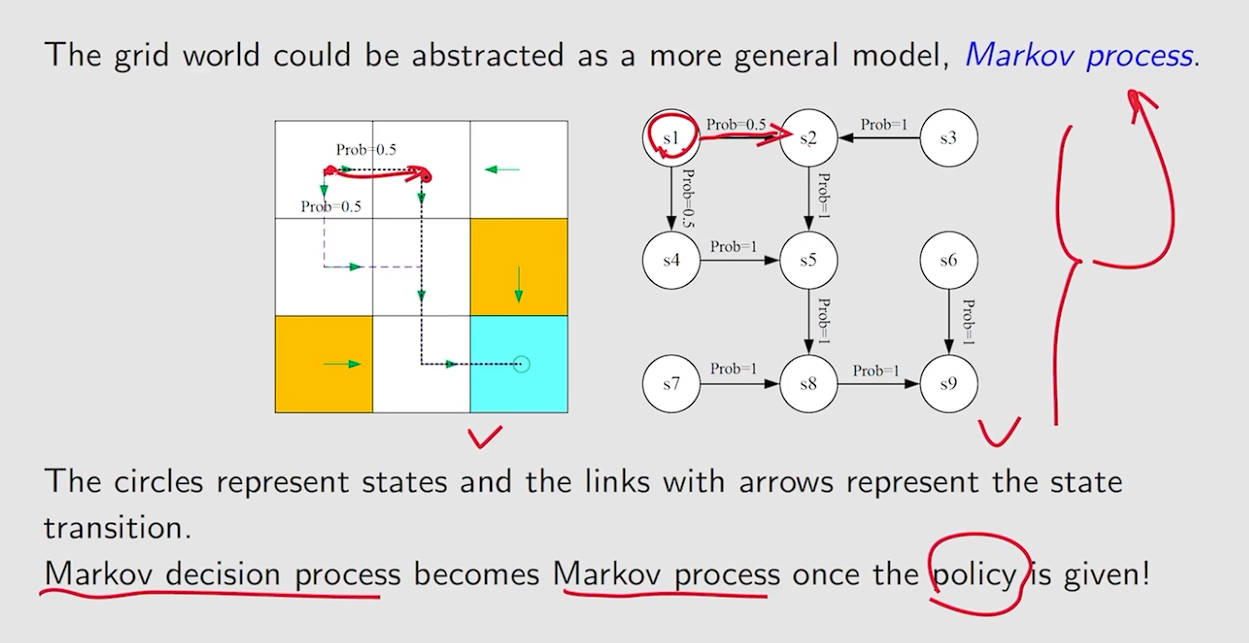 The grid world could be abstracted as a more general model, Markov process.
Prob=0.5
Prob=0.5
s1
Prob=0.5
s2
Prob=1
s3
Prob=0.5
Prob=1
s4
Prob=1
s5
s6
Prob=1
Prob=1
s7
Prob=1
s8
Prob=1
s9
The circles represent states and the links with arrows represent the state
transition.
Markov decision process becomes Markov process once the policy is given!